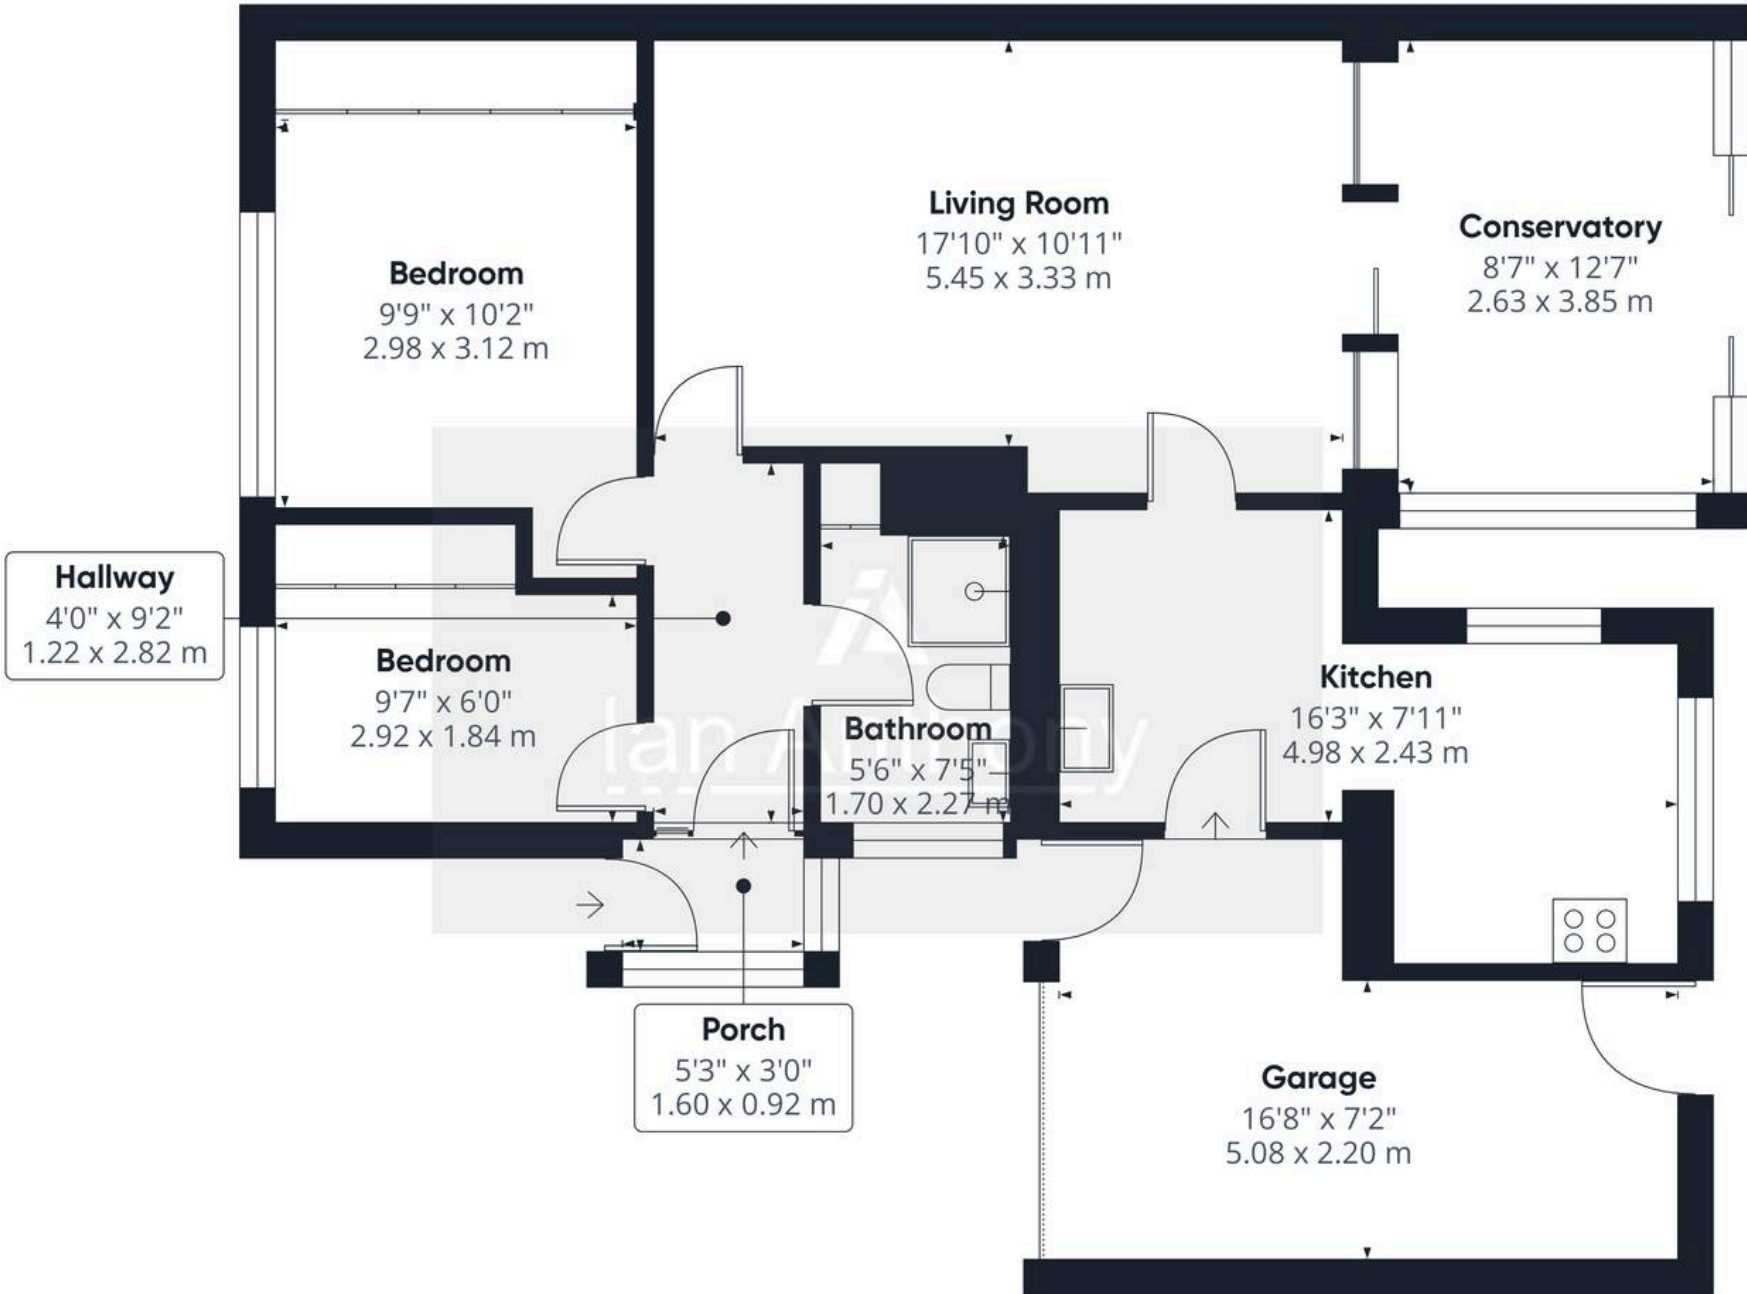 Living Room
17'10" x 10'11"
5.45 x 3.33 m
Conservatory
8'7" x 12'7"
2.63 x 3.85 m
Bedroom
9'9" x 10'2"
2.98 x 3.12 m
Hallway
4'0" x 9'2"
1.22 x 2.82 m
Bedroom
9'7" x 6'0"
2.92 x 1.84 m
Kitchen
16'3" x 7'11"
4.98 x 2.43 m
Bathroom
5'6" x 7'5"
1.70 x 2.27 m
Ian Anthony
Porch
5'3" x 3'0"
1.60 x 0.92 m
Garage
16'8" x 7'2"
5.08 x 2.20 m